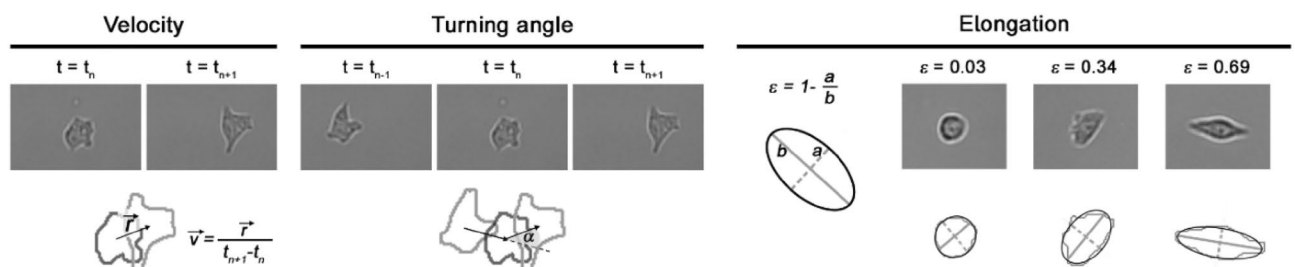 Velocity
t = tₙ
t = tₙ₊₁
r⃗
v⃗ = r⃗ / (tₙ₊₁-tₙ)
Turning angle
t = tₙ₋₁
t = tₙ
t = tₙ₊₁
α
Elongation
ε = 1- a/b
b
a
ε = 0.03
ε = 0.34
ε = 0.69